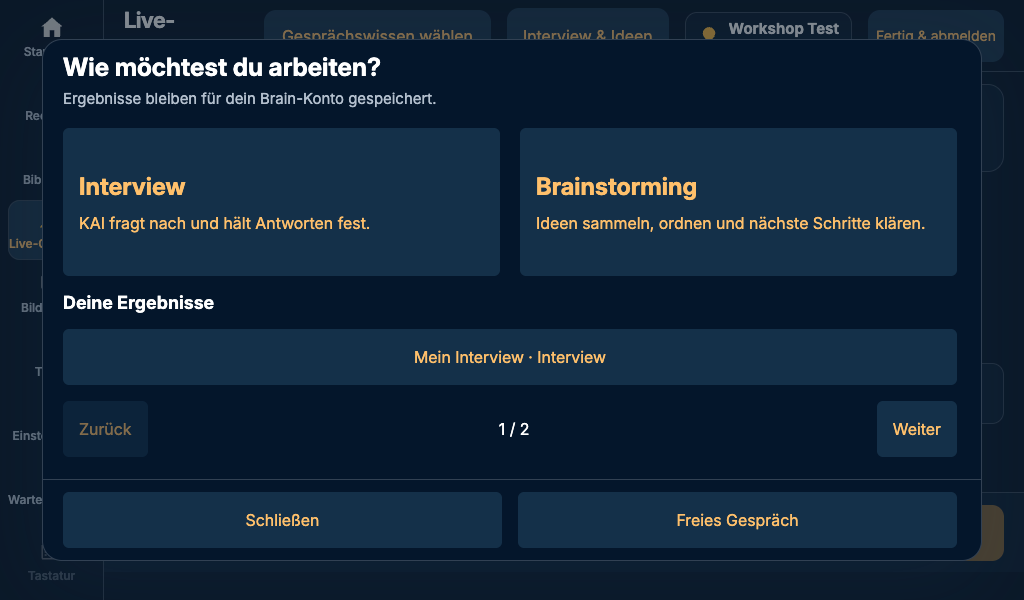 Live-
Gesprächswissen wählen
Interview & Ideen
Workshop Test
Fertig & abmelden
Wie möchtest du arbeiten?
Ergebnisse bleiben für dein Brain-Konto gespeichert.
Interview
KAI fragt nach und hält Antworten fest.
Brainstorming
Ideen sammeln, ordnen und nächste Schritte klären.
Deine Ergebnisse
Mein Interview · Interview
Zurück
1 / 2
Weiter
Schließen
Freies Gespräch
Tastatur